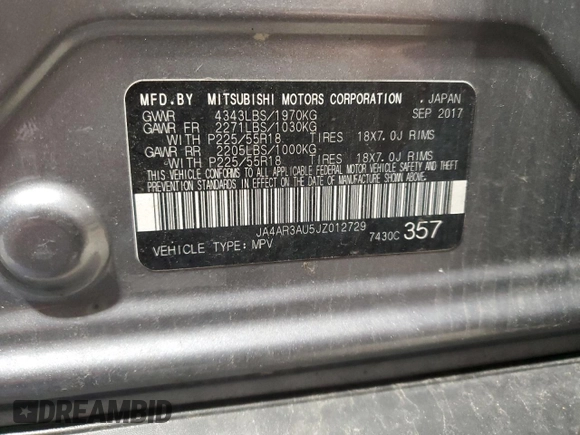 MFD.BY MITSUBISHI MOTORS CORPORATION , JAPAN
GVWR 4343LBS/1970KG SEP 2017
GAWR FR 2271LBS/1030KG
WITH P225/55R18 TIRES 18X7.0J RIMS
GAWR RR 2205LBS/1000KG
WITH P225/55R18 TIRES 18X7.0J RIMS
THIS VEHICLE CONFORMS TO ALL APPLICABLE FEDERAL MOTOR VEHICLE SAFETY AND THEFT
PREVENTION STANDARDS IN EFFECT ON THE DATE OF MANUFACTURE SHOWN ABOVE.
JA4AR3AU5JZ012729
VEHICLE TYPE: MPV 7430C 357
DREAMBID